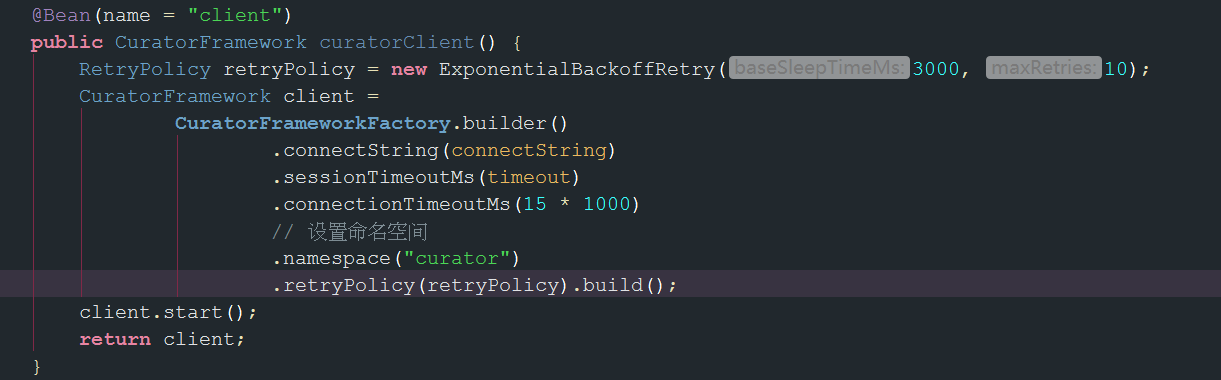 @Bean(name = "client")
public CuratorFramework curatorClient() {
RetryPolicy retryPolicy = new ExponentialBackoffRetry( baseSleepTimeMs: 3000, maxRetries: 10);
CuratorFramework client =
CuratorFrameworkFactory.builder()
.connectString(connectString)
.sessionTimeoutMs(timeout)
.connectionTimeoutMs(15 * 1000)
// 设置命名空间
.namespace("curator")
.retryPolicy(retryPolicy).build();
client.start();
return client;
}